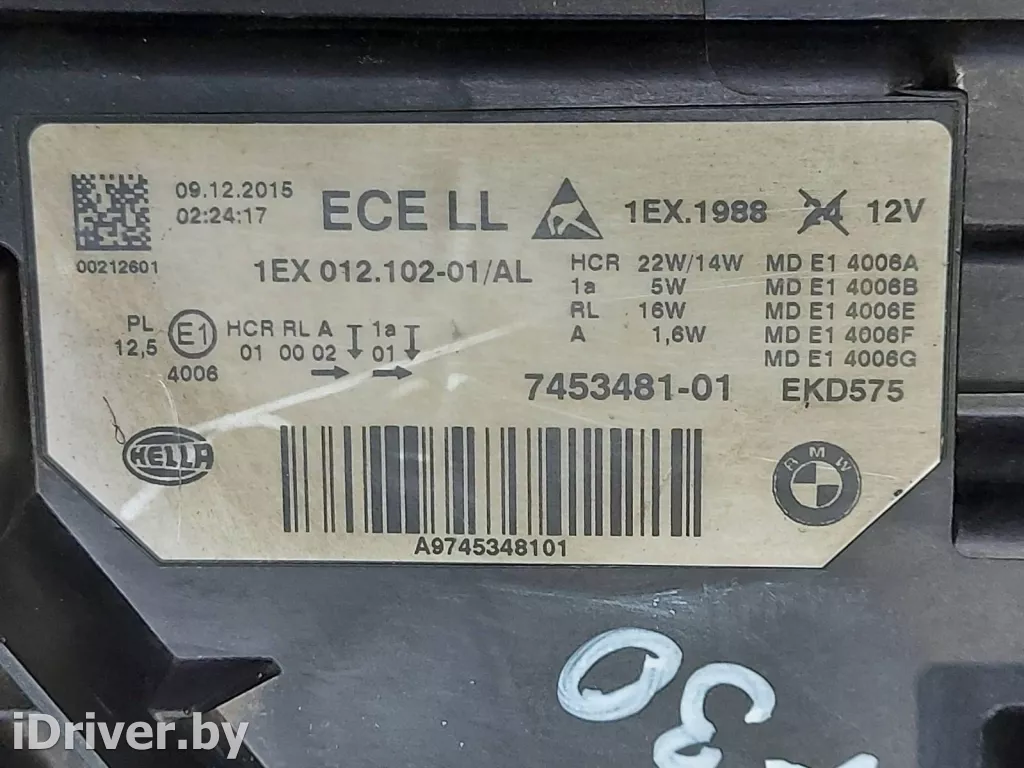 09.12.2015
02:24:17
00212601
ECE LL
1EX.1988 24 12V
1EX 012.102-01/AL
HCR 22W/14W MD E1 4006A
1a 5W MD E1 4006B
RL 16W MD E1 4006E
A 1,6W MD E1 4006F
MD E1 4006G
PL
12,5
E1
4006
HCR RL A 1a
01 00 02 01
7453481-01 EKD575
HELLA
BMW
A9745348101
iDriver.by